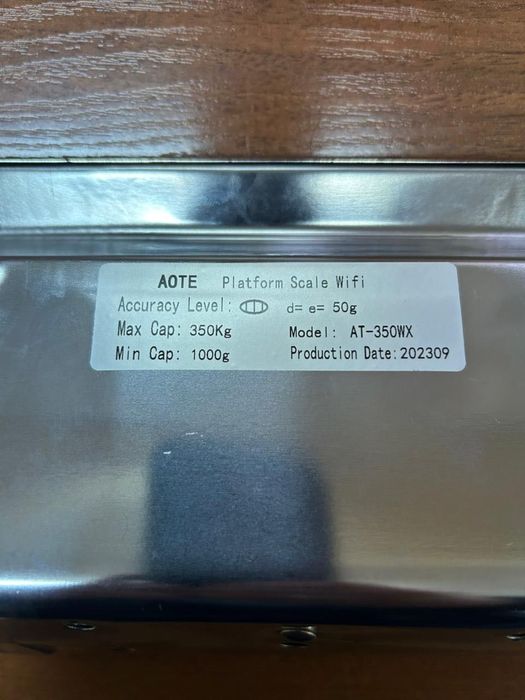 AOTE Platform Scale Wifi
Accuracy Level: Ⅲ d= e= 50g
Max Cap: 350Kg Model: AT-350WX
Min Cap: 1000g Production Date:202309